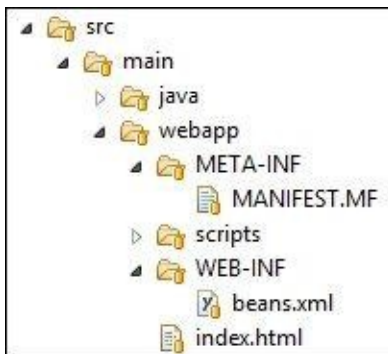 src
main
java
webapp
META-INF
MANIFEST.MF
scripts
WEB-INF
beans.xml
index.html